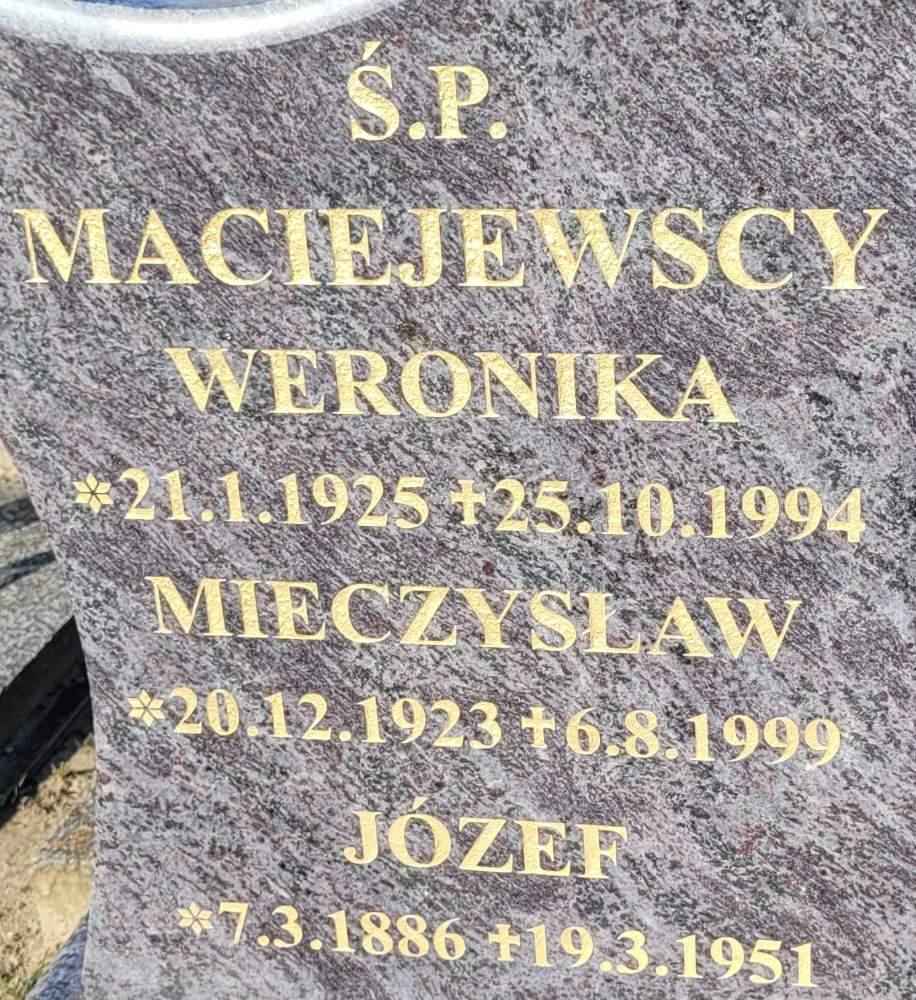 Ś.P.
MACIEJEWSCY
WERONIKA
*21.1.1925 †25.10.1994
MIECZYSŁAW
*20.12.1923 †6.8.1999
JÓZEF
*7.3.1886 †19.3.1951